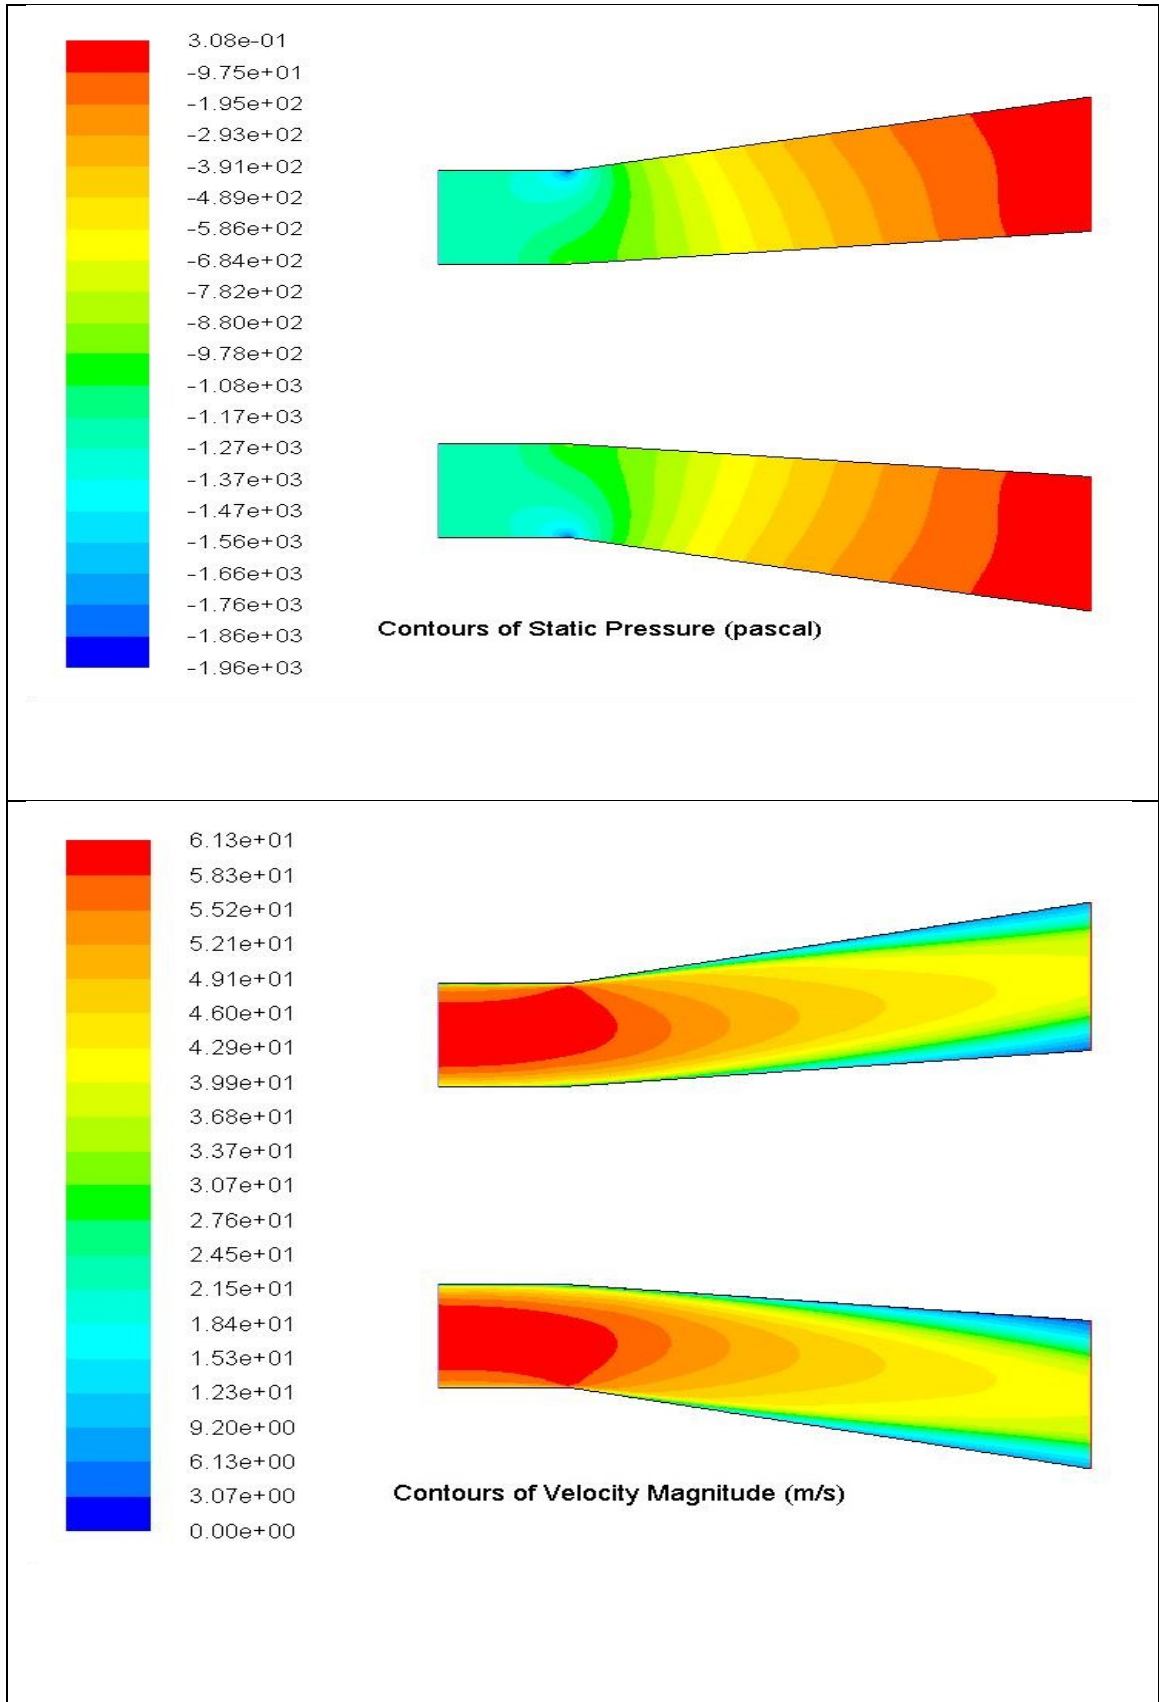 3.08e-01
-9.75e+01
-1.95e+02
-2.93e+02
-3.91e+02
-4.89e+02
-5.86e+02
-6.84e+02
-7.82e+02
-8.80e+02
-9.78e+02
-1.08e+03
-1.17e+03
-1.27e+03
-1.37e+03
-1.47e+03
-1.56e+03
-1.66e+03
-1.76e+03
-1.86e+03
-1.96e+03
Contours of Static Pressure (pascal)
6.13e+01
5.83e+01
5.52e+01
5.21e+01
4.91e+01
4.60e+01
4.29e+01
3.99e+01
3.68e+01
3.37e+01
3.07e+01
2.76e+01
2.45e+01
2.15e+01
1.84e+01
1.53e+01
1.23e+01
9.20e+00
6.13e+00
3.07e+00
0.00e+00
Contours of Velocity Magnitude (m/s)